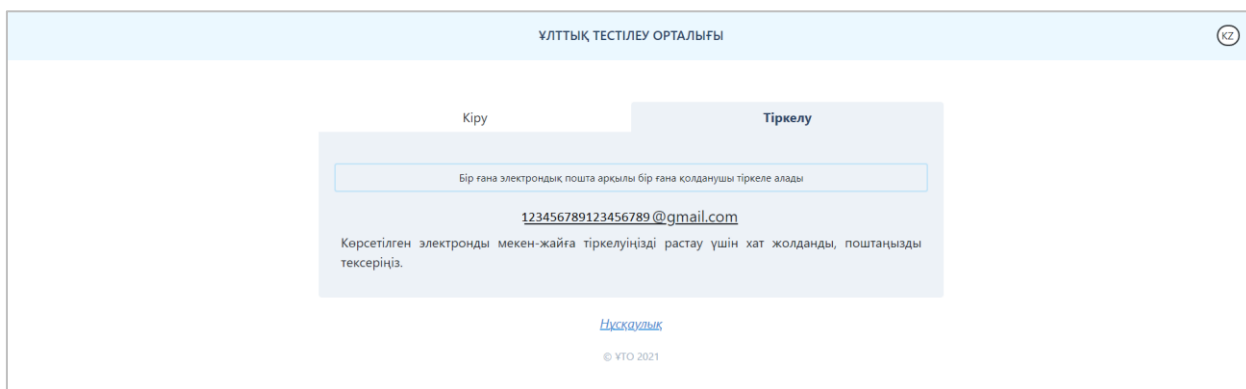 ҰЛТТЫҚ ТЕСТІЛЕУ ОРТАЛЫҒЫ
KZ
Кіру
Тіркелу
Бір ғана электрондық пошта арқылы бір ғана қолданушы тіркеле алады
123456789123456789@gmail.com
Көрсетілген электронды мекен-жайға тіркелуіңізді растау үшін хат жолданды, поштаңызды
тексеріңіз.
Нұсқаулық
© ҰТО 2021